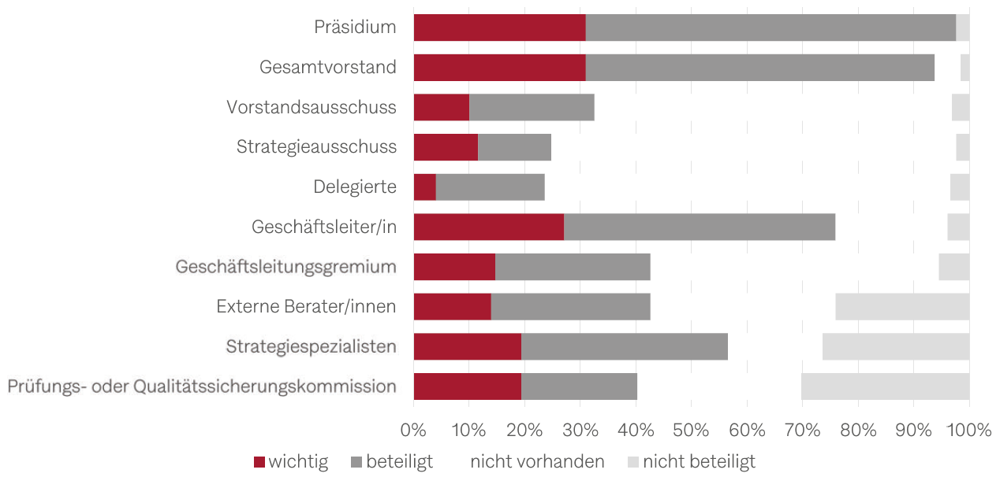 Präsidium
Gesamtvorstand
Vorstandsausschuss
Strategieausschuss
Delegierte
Geschäftsleiter/in
Geschäftsleitungsgremium
Externe Berater/innen
Strategiespezialisten
Prüfungs- oder Qualitätssicherungskommission
0% 10% 20% 30% 40% 50% 60% 70% 80% 90% 100%
wichtig beteiligt nicht vorhanden nicht beteiligt